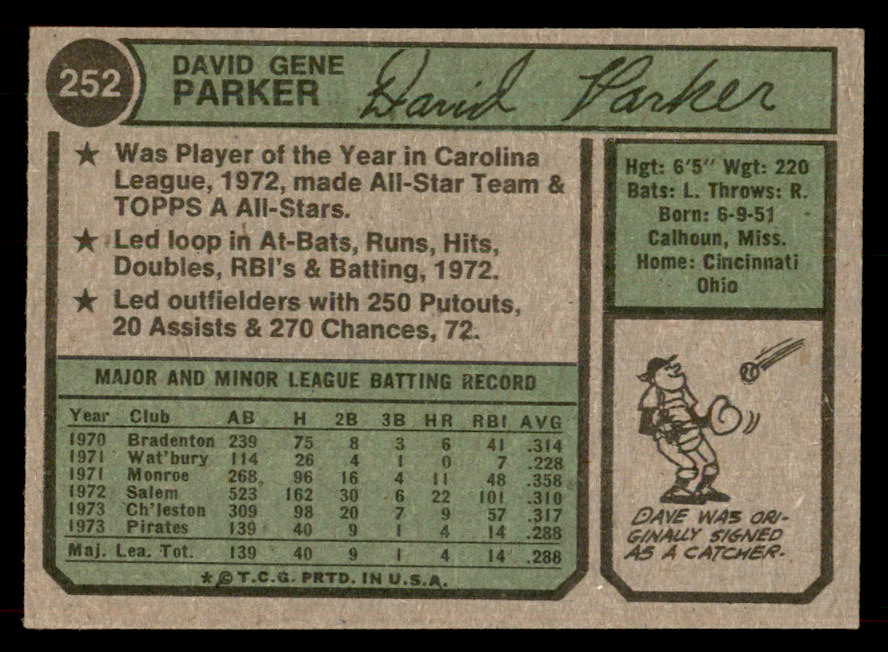 252
DAVID GENE
PARKER
David Parker
★ Was Player of the Year in Carolina
League, 1972, made All-Star Team &
TOPPS A All-Stars.
★ Led loop in At-Bats, Runs, Hits,
Doubles, RBI's & Batting, 1972.
★ Led outfielders with 250 Putouts,
20 Assists & 270 Chances, 72.
Hgt: 6'5" Wgt: 220
Bats: L. Throws: R.
Born: 6-9-51
Calhoun, Miss.
Home: Cincinnati
Ohio
MAJOR AND MINOR LEAGUE BATTING RECORD
Year Club AB H 2B 3B HR RBI AVG
1970 Bradenton 239 75 8 3 6 41 .314
1971 Wat'bury 114 26 4 1 0 7 .228
1971 Monroe 268 96 16 4 11 48 .358
1972 Salem 523 162 30 6 22 101 .310
1973 Ch'leston 309 98 20 7 9 57 .317
1973 Pirates 139 40 9 1 4 14 .288
Maj. Lea. Tot. 139 40 9 1 4 14 .288
*©T.C.G. PRTD. IN U.S.A.
DAVE WAS ORI-
GINALLY SIGNED
AS A CATCHER.